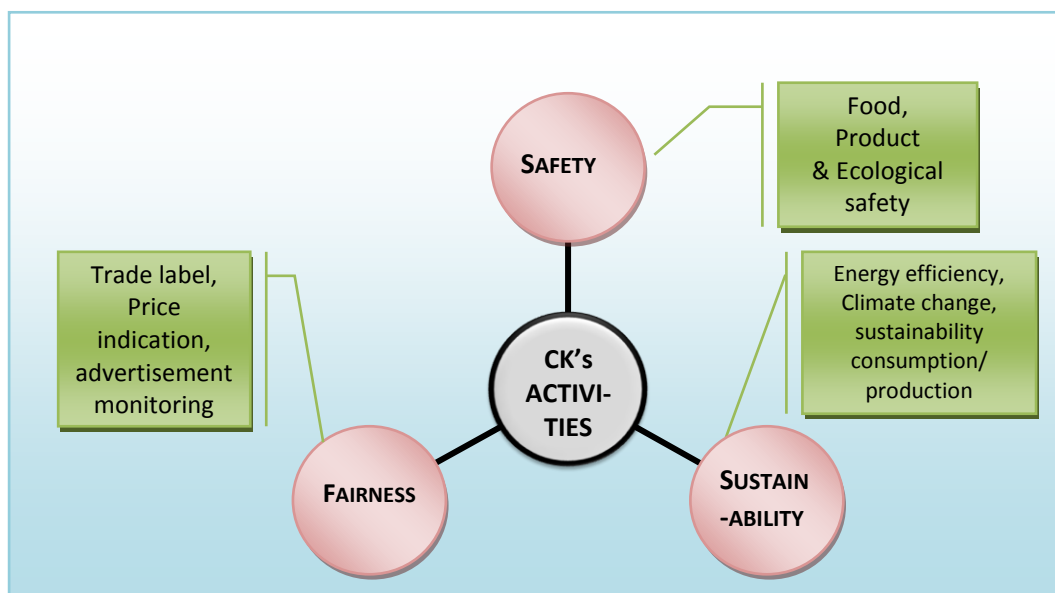 SAFETY
Food,
Product
& Ecological
safety
Trade label,
Price
indication,
advertisement
monitoring
Energy efficiency,
Climate change,
sustainability
consumption/
production
CK’s
ACTIVI-
TIES
FAIRNESS
SUSTAIN
-ABILITY